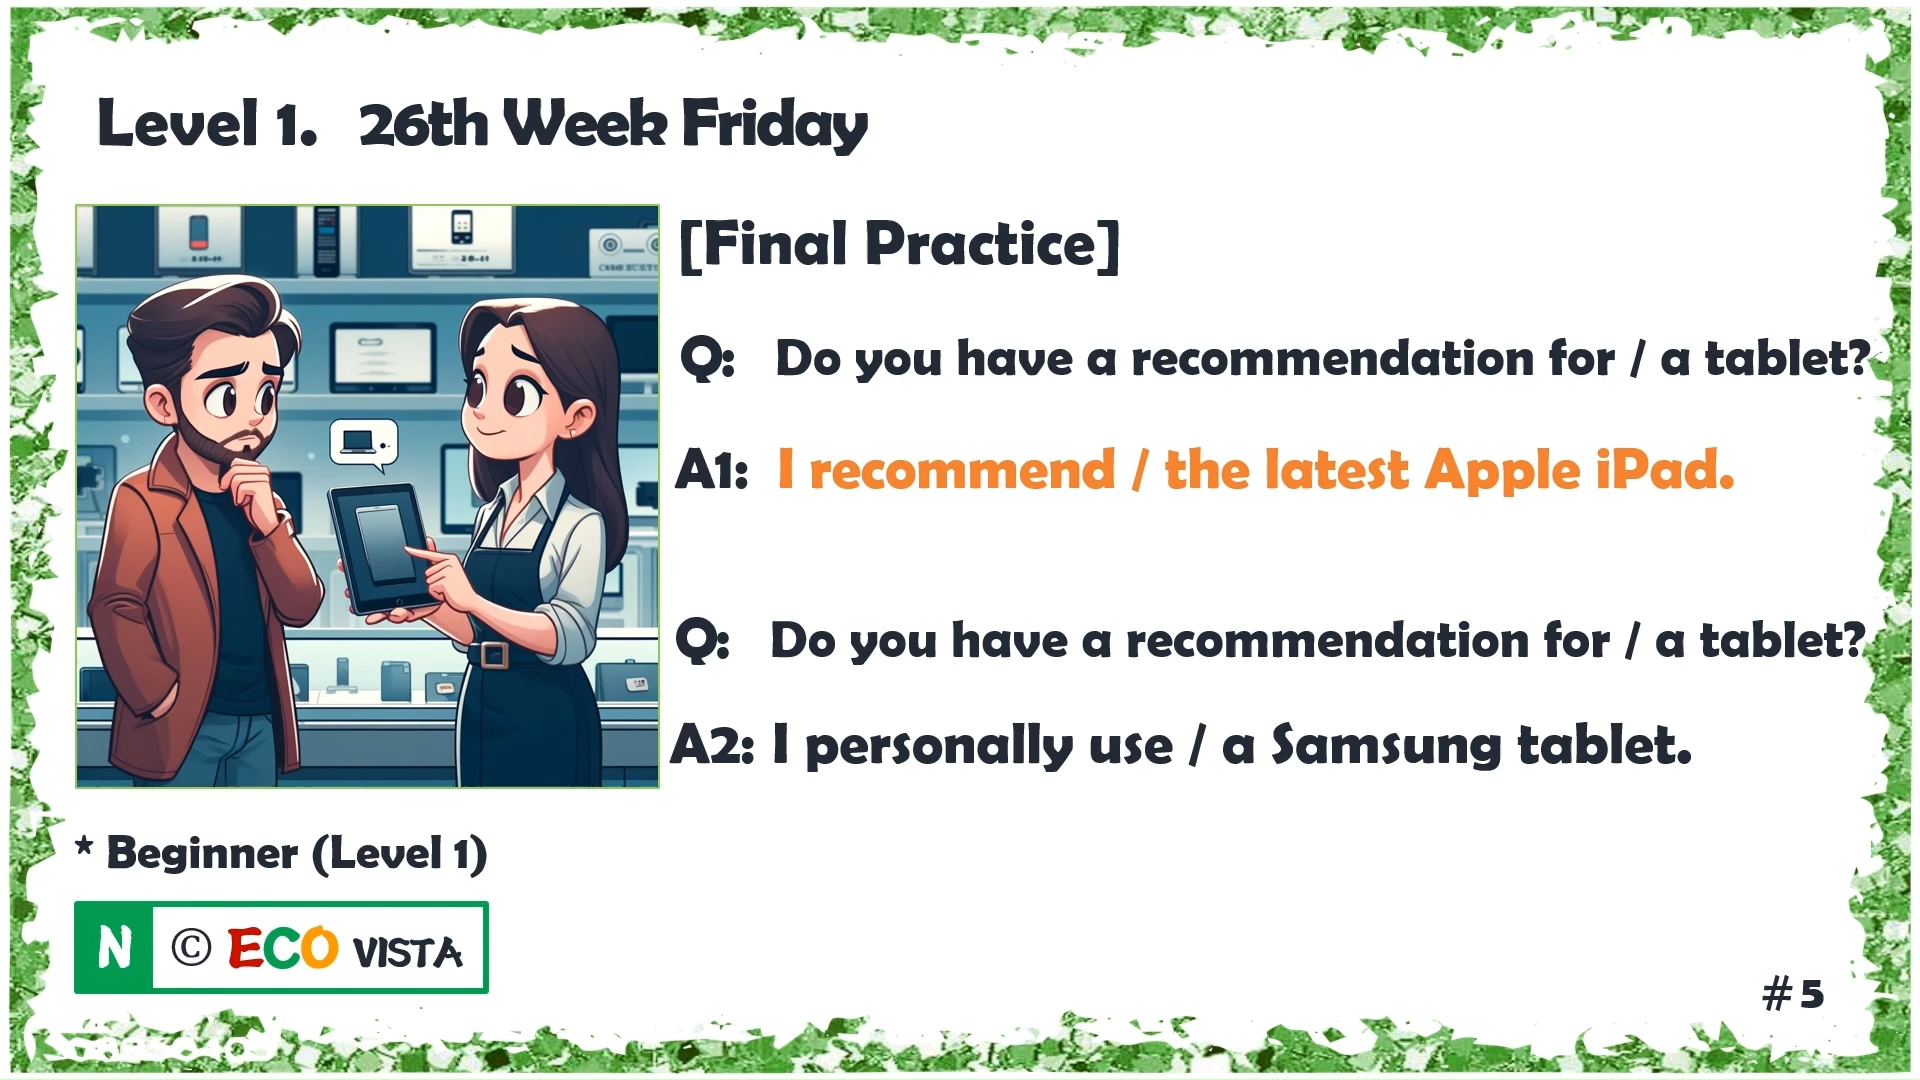 Level 1. 26th Week Friday
[Final Practice]
Q: Do you have a recommendation for / a tablet?
A1: I recommend / the latest Apple iPad.
Q: Do you have a recommendation for / a tablet?
A2: I personally use / a Samsung tablet.
* Beginner (Level 1)
N © ECO VISTA
#5